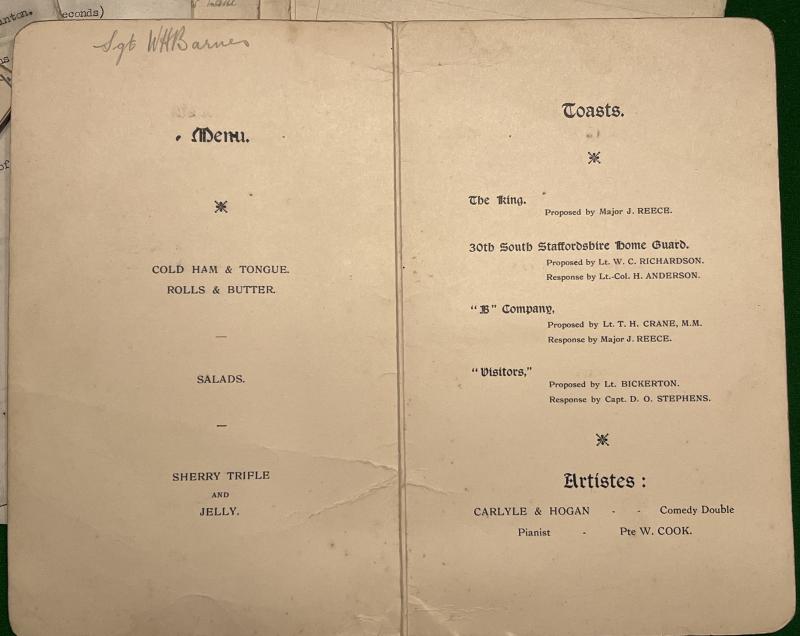 inton.
econds)
Sgt WHBarnes
Menu.
COLD HAM & TONGUE.
ROLLS & BUTTER.
SALADS.
SHERRY TRIFLE
AND
JELLY.
Toasts.
The King.
Proposed by Major J. REECE.
30th South Staffordshire Home Guard.
Proposed by Lt. W. C. RICHARDSON.
Response by Lt.-Col. H. ANDERSON.
"B" Company,
Proposed by Lt. T. H. CRANE, M.M.
Response by Major J. REECE.
"Visitors,"
Proposed by Lt. BICKERTON.
Response by Capt. D. O. STEPHENS.
Artistes :
CARLYLE & HOGAN - - Comedy Double
Pianist - Pte W. COOK.